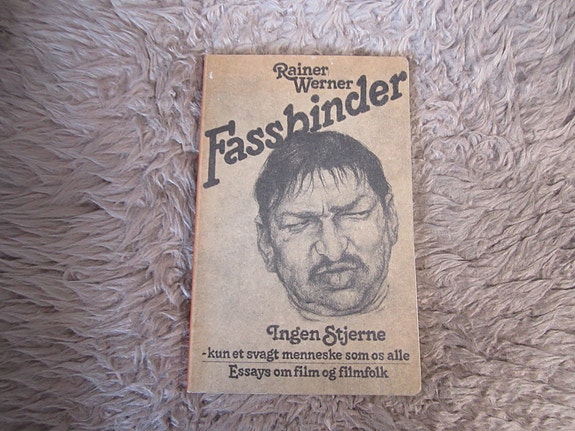 Rainer
Werner
Fassbinder
Ingen Stjerne
- kun et svagt menneske som os alle
Essays om film og filmfolk